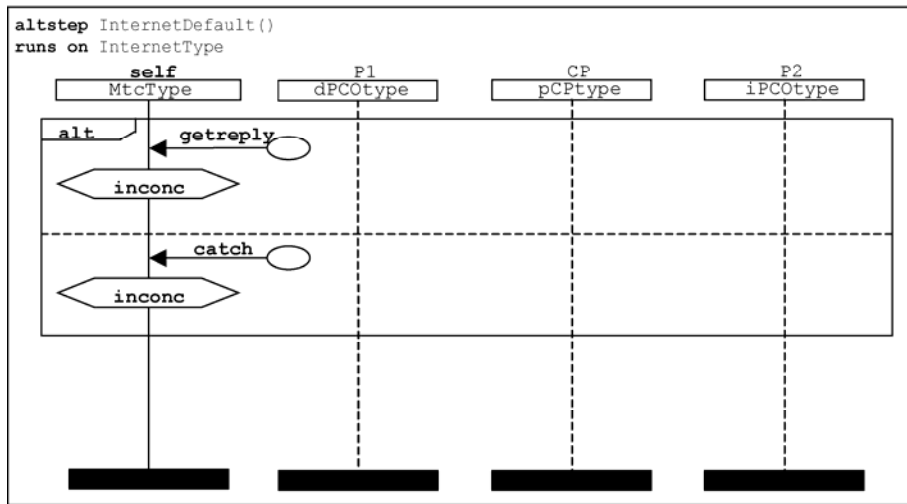 altstep InternetDefault()
runs on InternetType
self P1 CP P2
MtcType dPCOtype pCPtype iPCOtype
alt getreply
inconc
catch
inconc